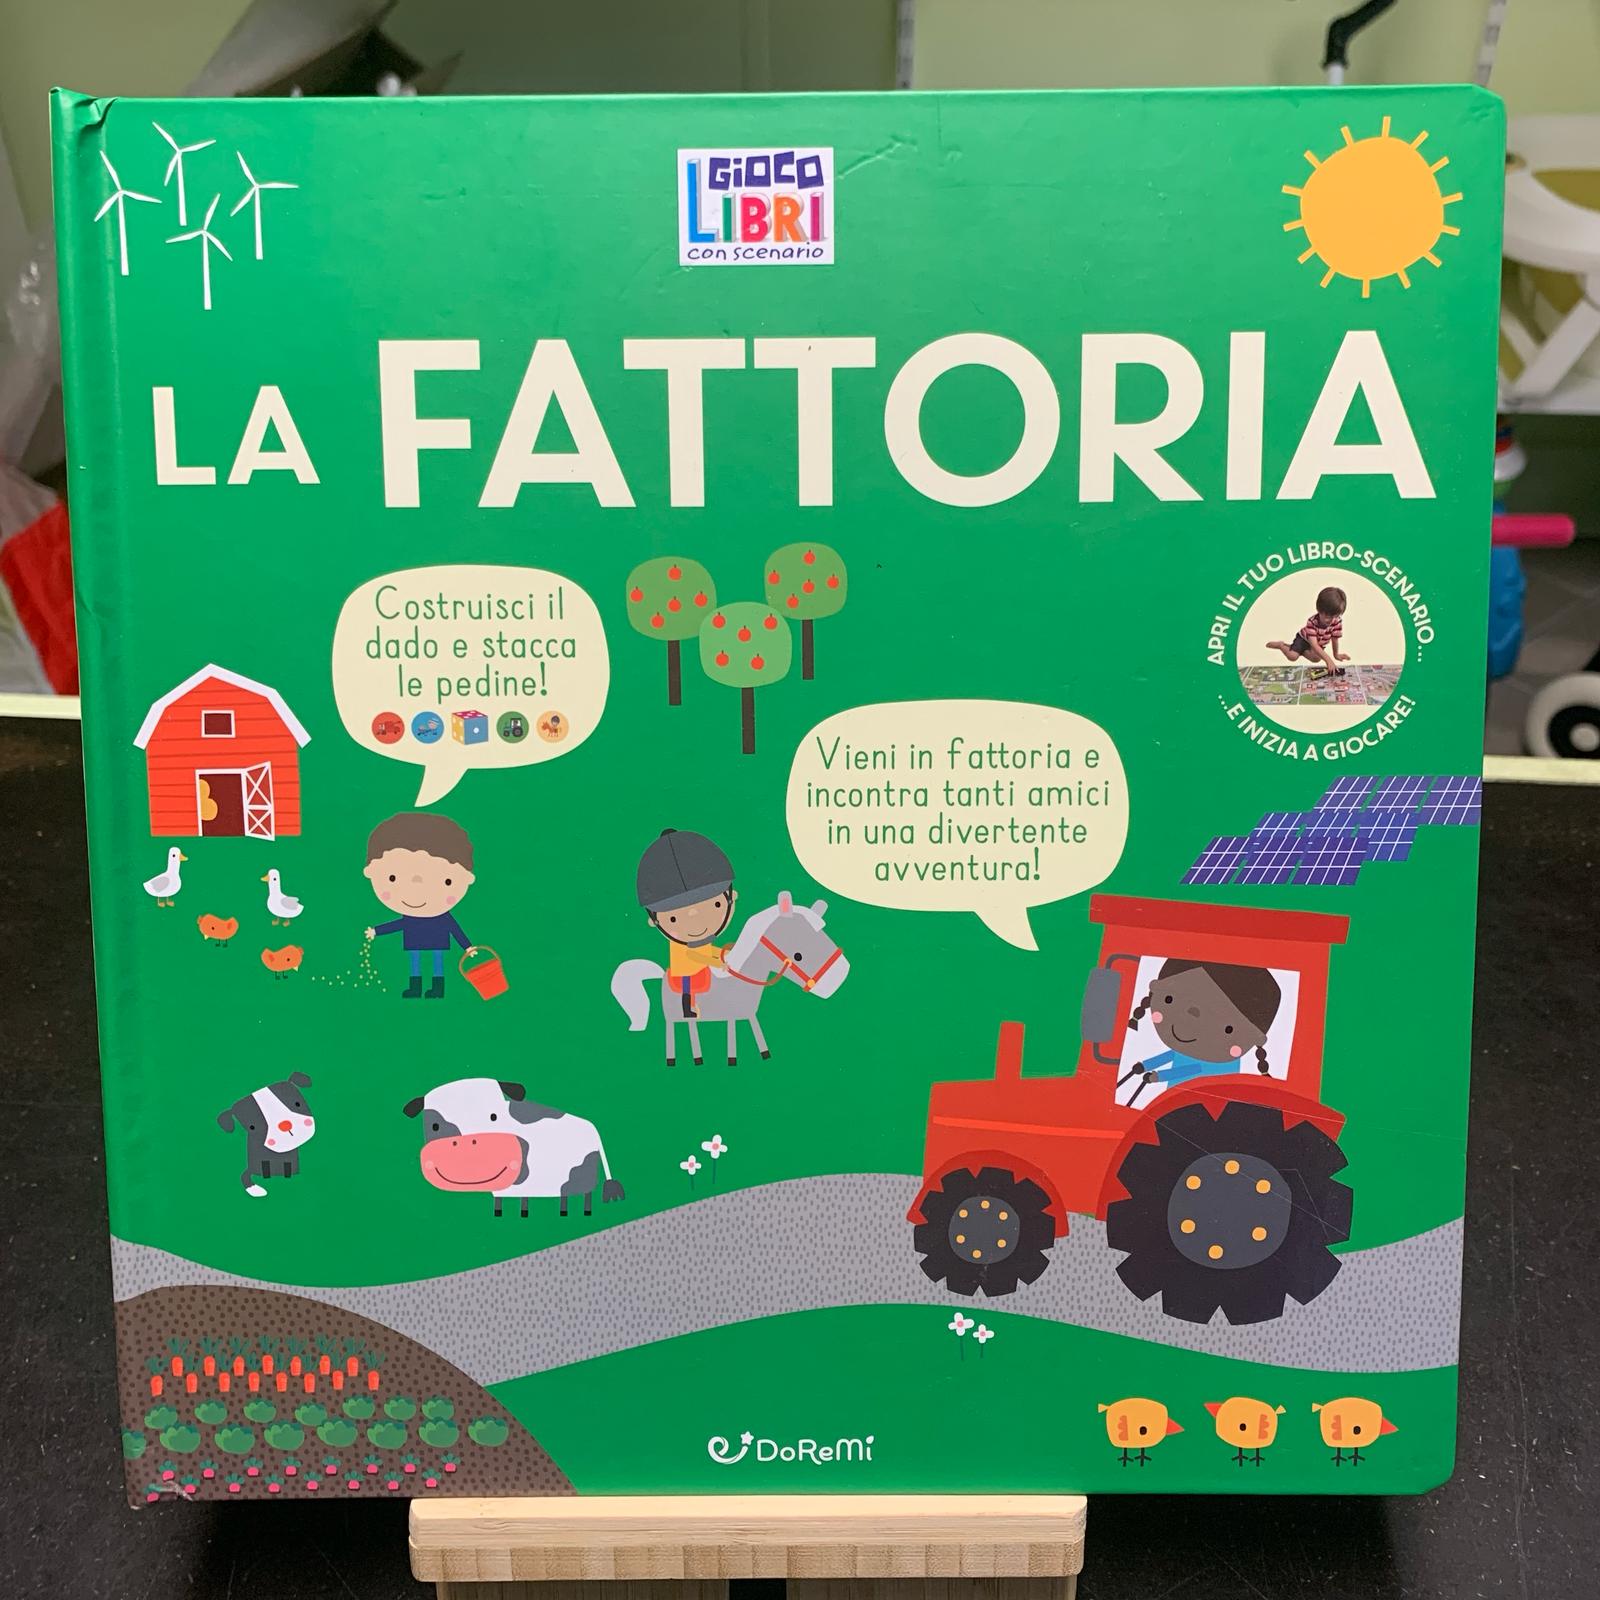 GIOCO
LIBRI
con scenario
LA FATTORIA
Costruisci il
dado e stacca
le pedine!
APRI IL TUO LIBRO-SCENARIO...
...E INIZIA A GIOCARE!
Vieni in fattoria e
incontra tanti amici
in una divertente
avventura!
DoReMi